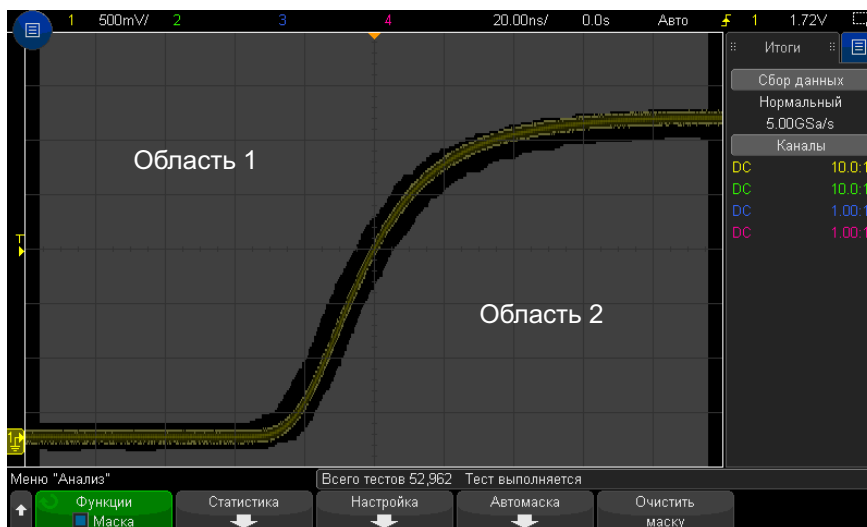 1 500mV/ 2 3 4 20.00ns/ 0.0s Авто 1 1.72V
Итоги
Сбор данных
Нормальный
5.00GSa/s
Каналы
DC 10.0:1
DC 10.0:1
DC 1.00:1
DC 1.00:1
Область 1
T
Область 2
1
Меню "Анализ"
Всего тестов 52,962 Тест выполняется
Функции
Маска
Статистика
Настройка
Автомаска
Очистить
маску